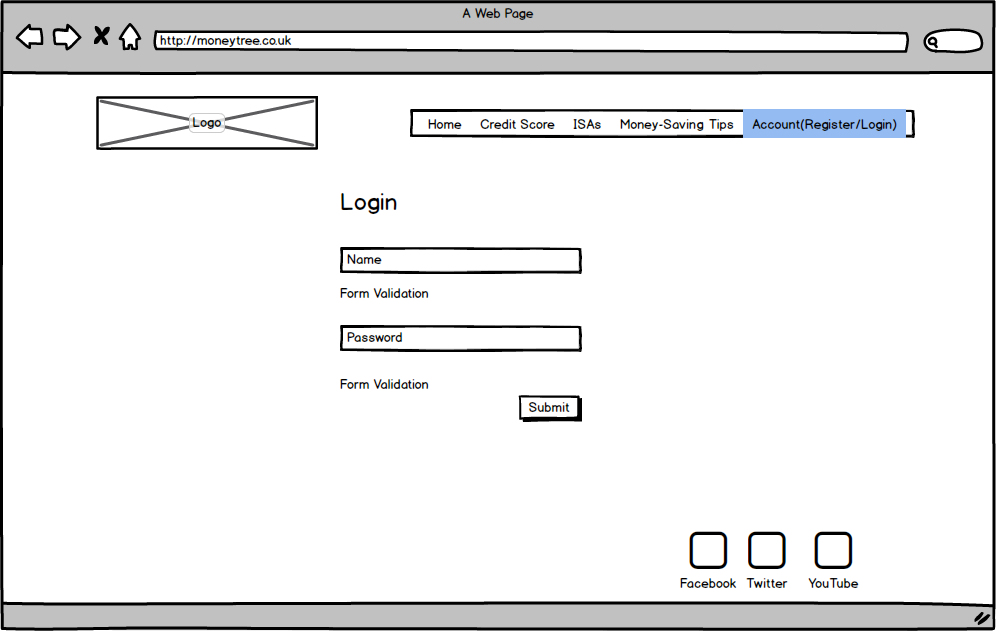 A Web Page
http://moneytree.co.uk
Logo
Home Credit Score ISAs Money-Saving Tips Account(Register/Login)
Login
Name
Form Validation
Password
Form Validation
Submit
Facebook Twitter YouTube